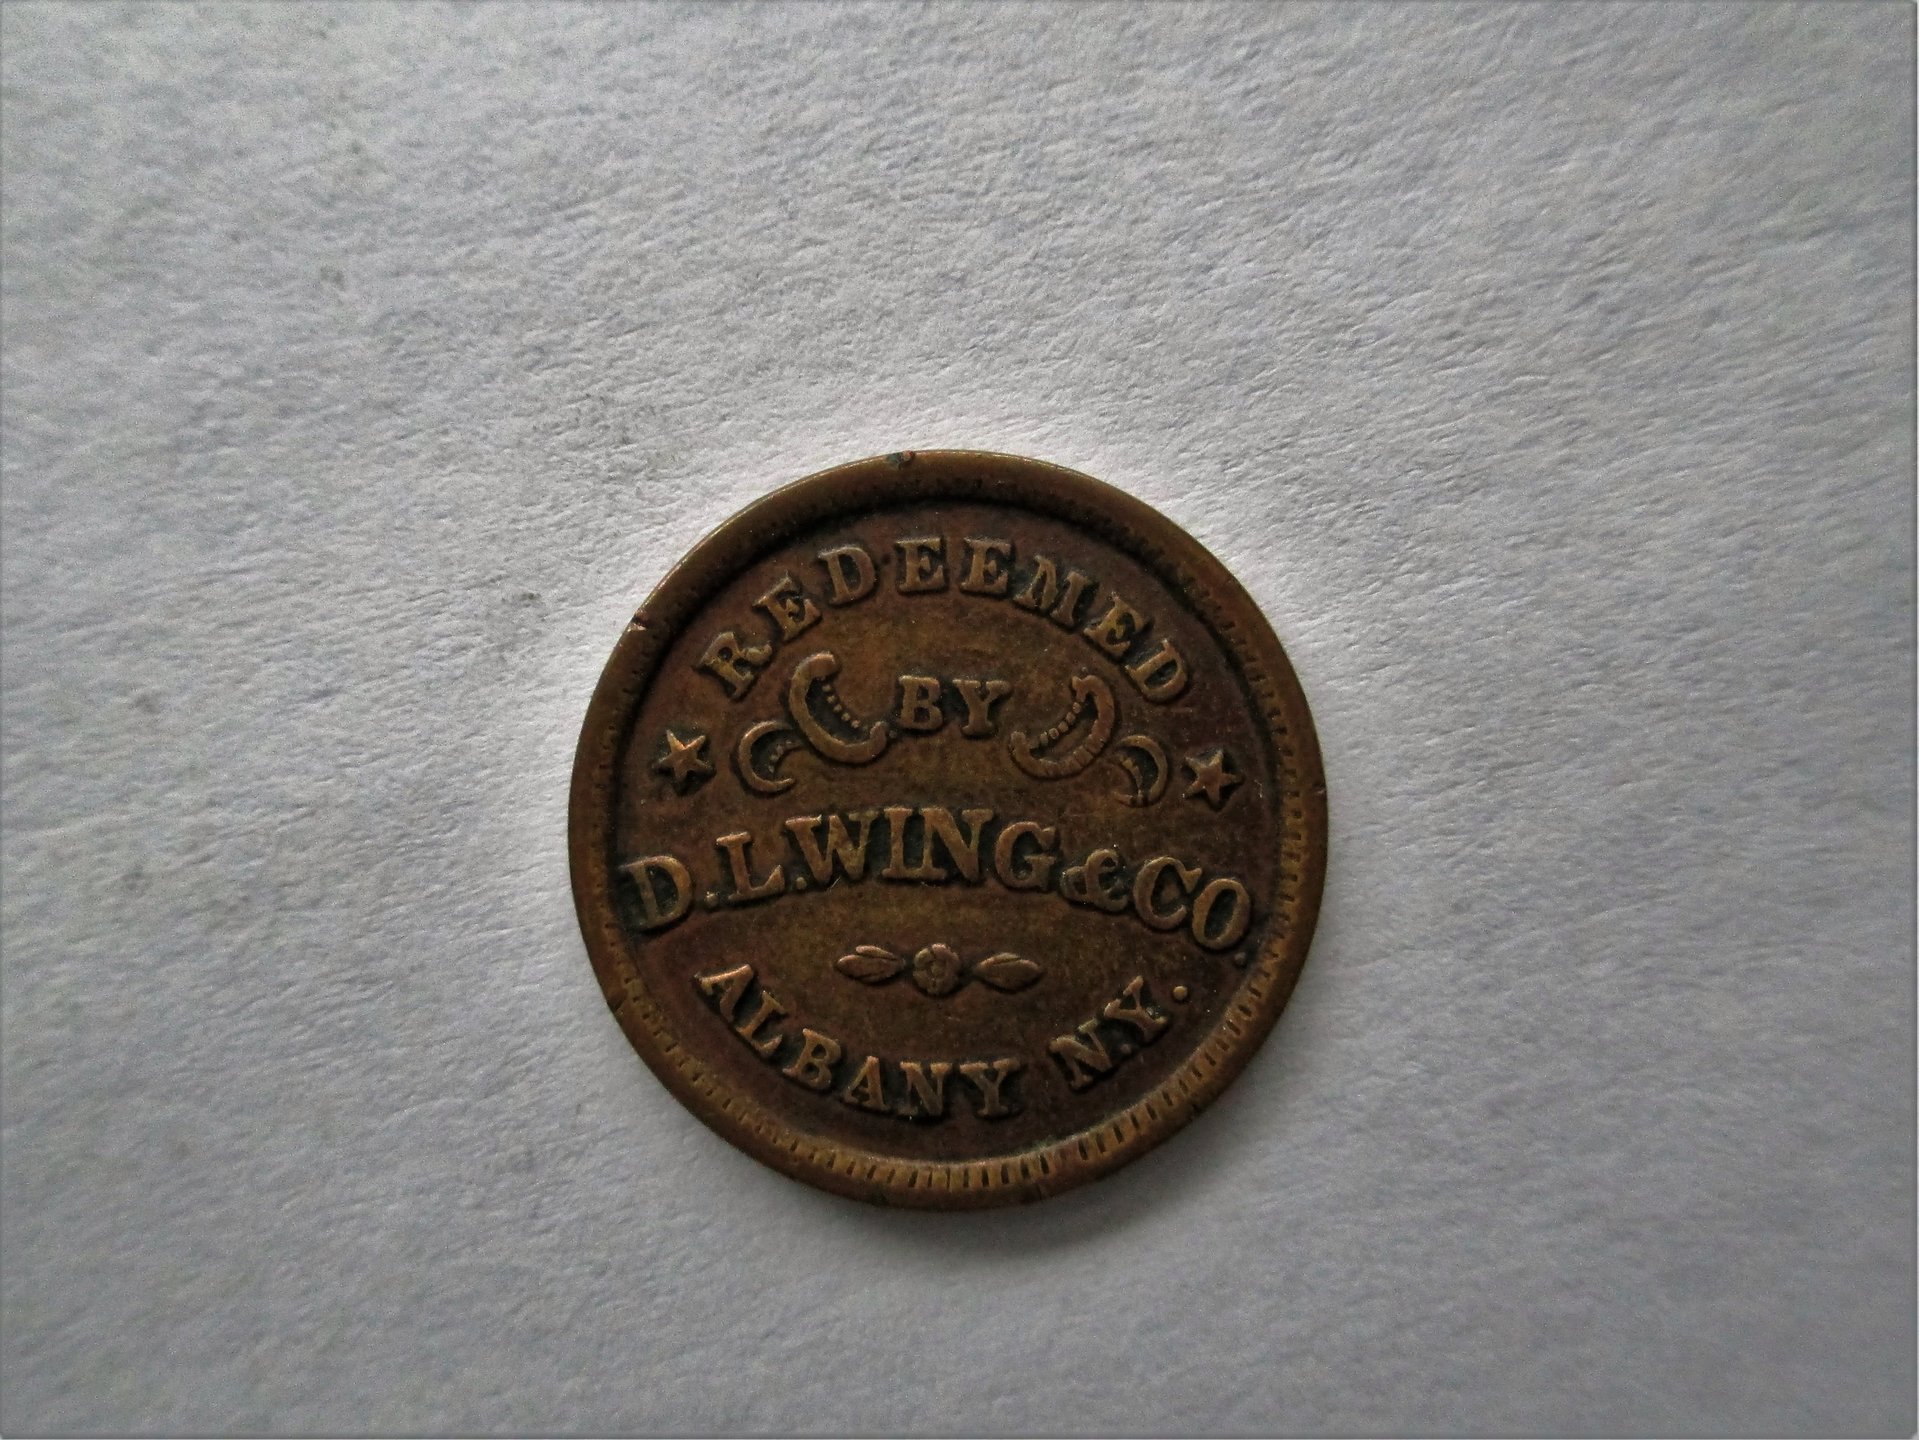 REDEEMED
BY
D.L.WING & CO.
ALBANY N.Y.